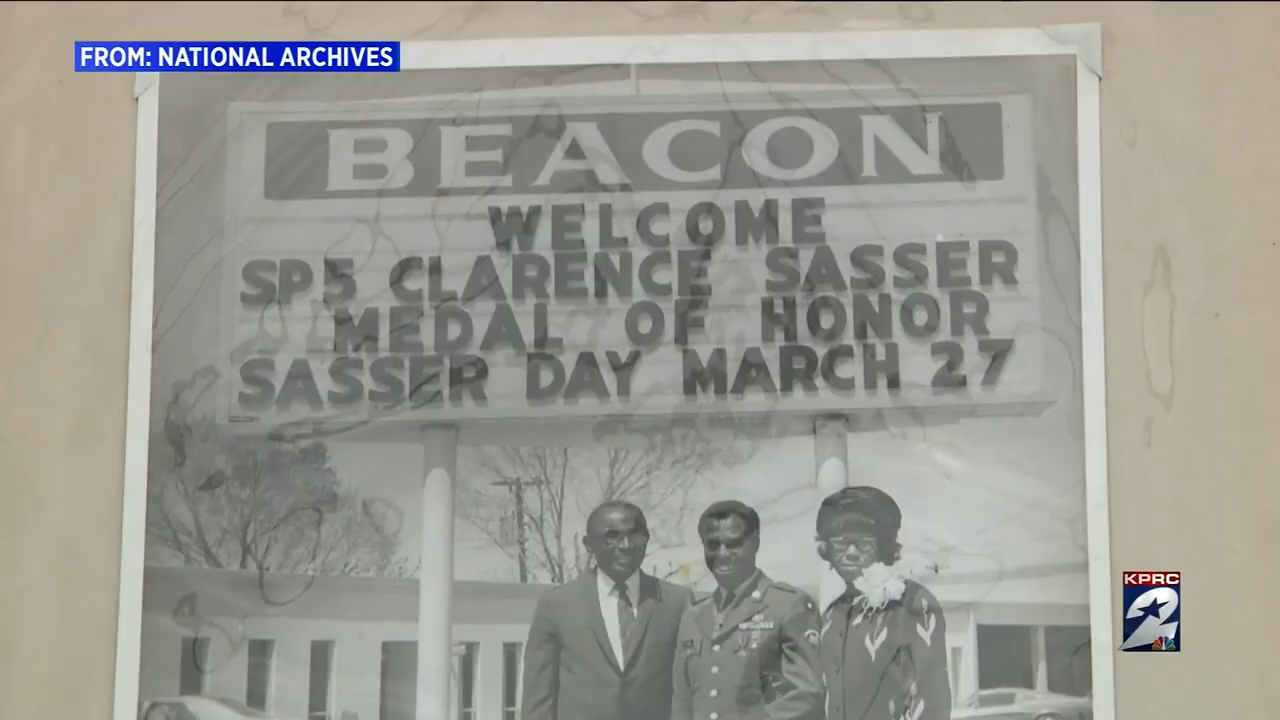 FROM: NATIONAL ARCHIVES
BEACON
WELCOME
SP5 CLARENCE SASSER
MEDAL OF HONOR
SASSER DAY MARCH 27
KPRC
2